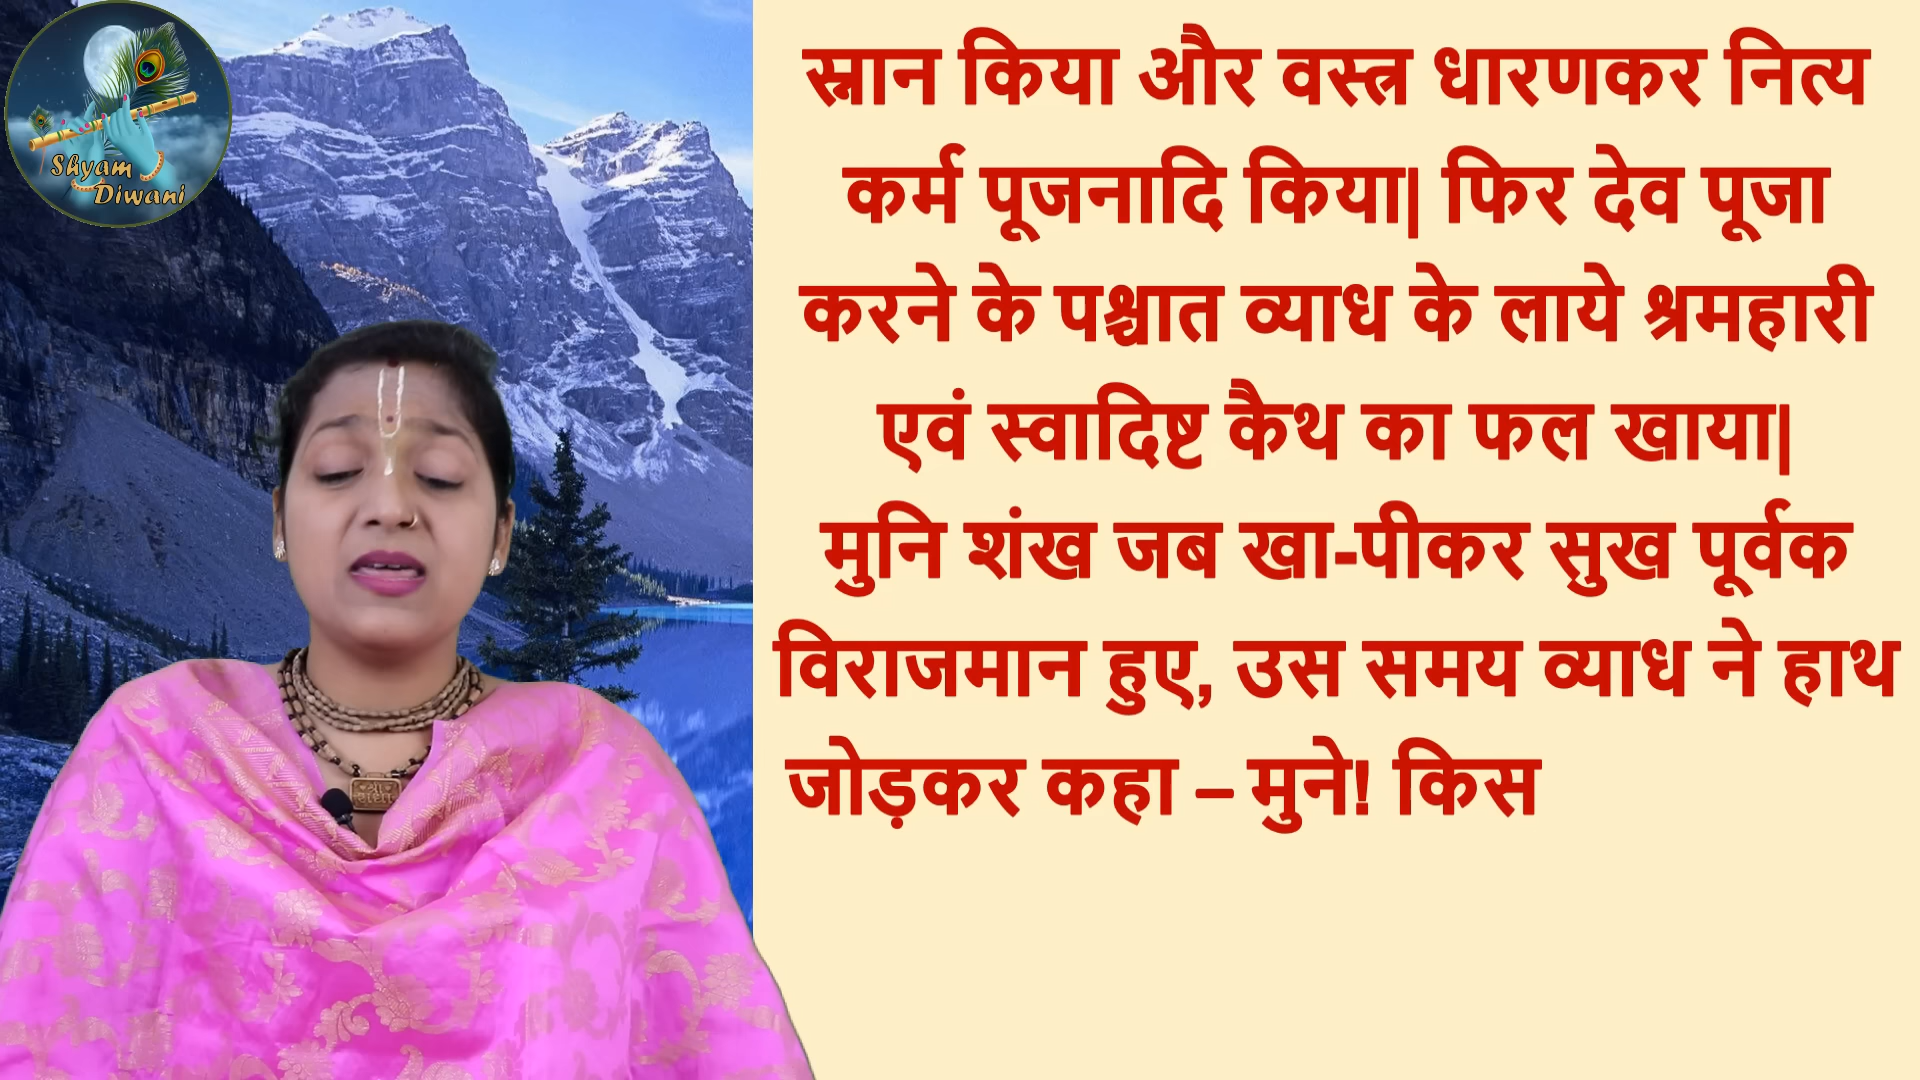 Shyam
Diwani
स्नान किया और वस्त्र धारणकर नित्य
कर्म पूजनादि किया| फिर देव पूजा
करने के पश्चात व्याध के लाये श्रमहारी
एवं स्वादिष्ट कैथ का फल खाया|
मुनि शंख जब खा-पीकर सुख पूर्वक
विराजमान हुए, उस समय व्याध ने हाथ
जोड़कर कहा – मुने! किस